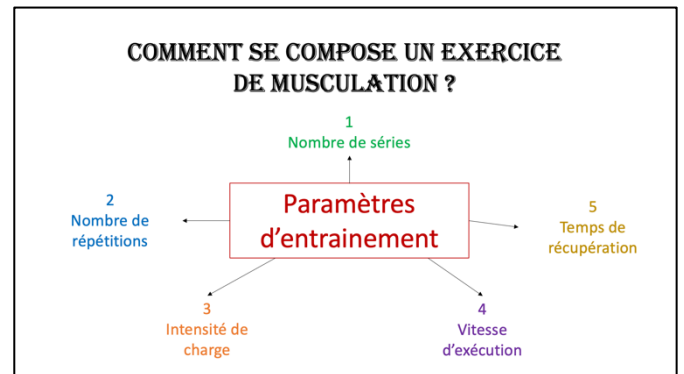 COMMENT SE COMPOSE UN EXERCICE
DE MUSCULATION ?
1
Nombre de séries
2
Nombre de
répétitions
Paramètres
d'entrainement
5
Temps de
récupération
3
Intensité de
charge
4
Vitesse
d'exécution